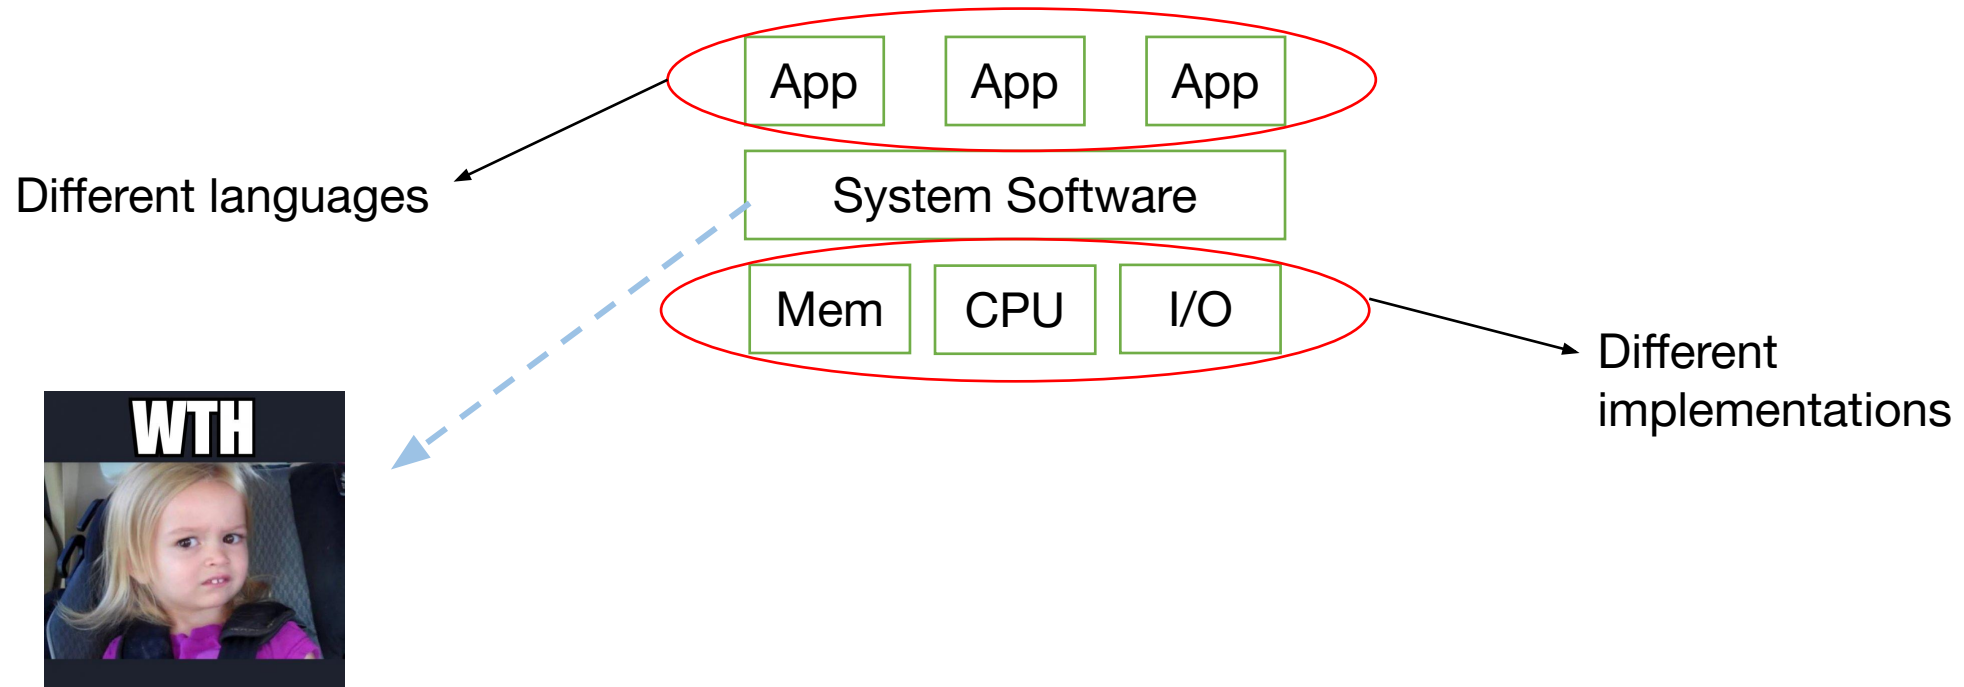 App App App
Different languages
System Software
Mem CPU I/O
Different
implementations
WTH